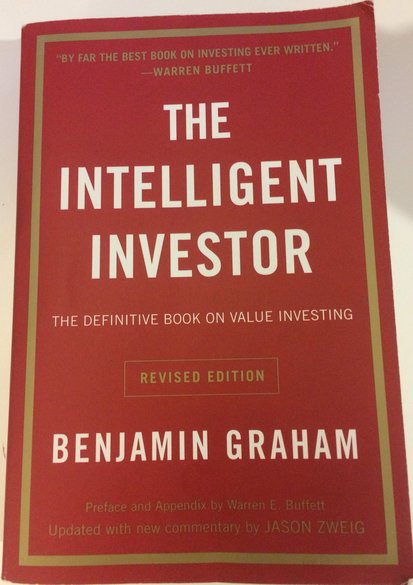 "BY FAR THE BEST BOOK ON INVESTING EVER WRITTEN."
—WARREN BUFFETT
THE
INTELLIGENT
INVESTOR
THE DEFINITIVE BOOK ON VALUE INVESTING
REVISED EDITION
BENJAMIN GRAHAM
Preface and Appendix by Warren E. Buffett
Updated with new commentary by JASON ZWEIG